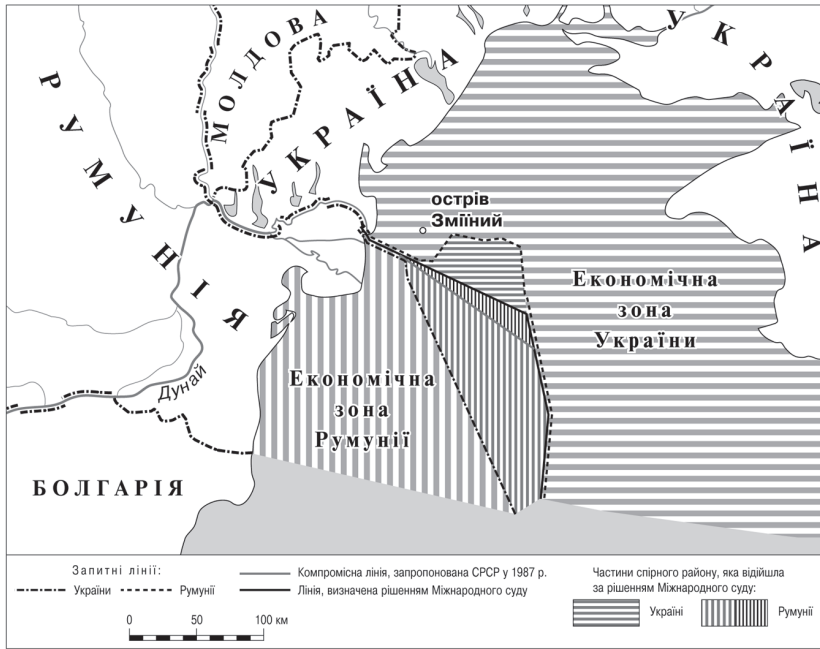 РУМУНІЯ
МОЛДОВА
УКРАЇНА
УКРАЇНА
острів
Зміїний
Економічна
зона
України
Економічна
зона
Румунії
Дунай
БОЛГАРІЯ
Запитні лінії:
України
Румунії
Компромісна лінія, запропонована СРСР у 1987 р.
Лінія, визначена рішенням Міжнародного суду
Частини спірного району, яка відійшла
за рішенням Міжнародного суду:
Україні
Румунії
0 50 100 км